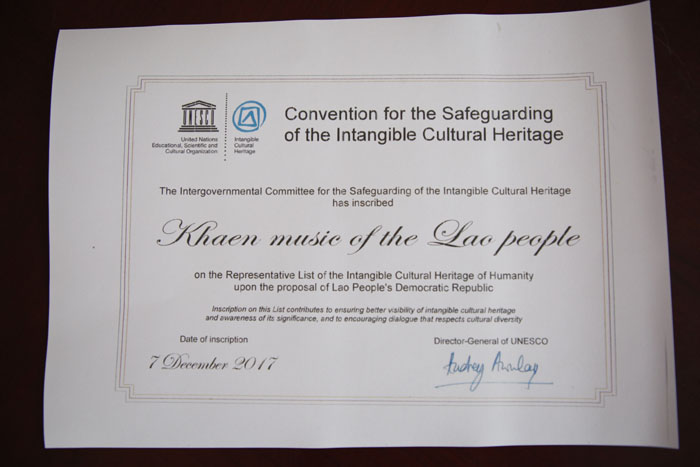 UNESCO
United Nations
Educational, Scientific and
Cultural Organization
Intangible
Cultural
Heritage
Convention for the Safeguarding
of the Intangible Cultural Heritage
The Intergovernmental Committee for the Safeguarding of the Intangible Cultural Heritage
has inscribed
Khaen music of the Lao people
on the Representative List of the Intangible Cultural Heritage of Humanity
upon the proposal of Lao People's Democratic Republic
Inscription on this List contributes to ensuring better visibility of intangible cultural heritage
and awareness of its significance, and to encouraging dialogue that respects cultural diversity
Date of inscription
7 December 2017
Director-General of UNESCO
Audrey Azoulay